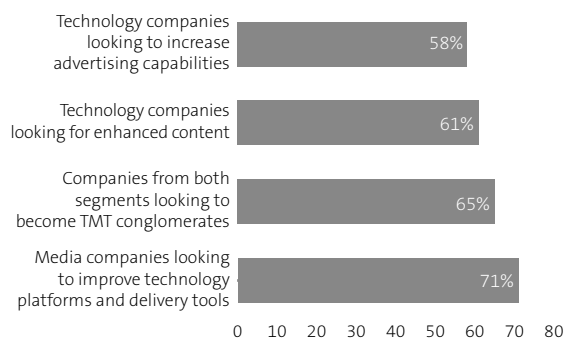 Technology companies
looking to increase
advertising capabilities
58%
Technology companies
looking for enhanced content
61%
Companies from both
segments looking to
become TMT conglomerates
65%
Media companies looking
to improve technology
platforms and delivery tools
71%
0 10 20 30 40 50 60 70 80